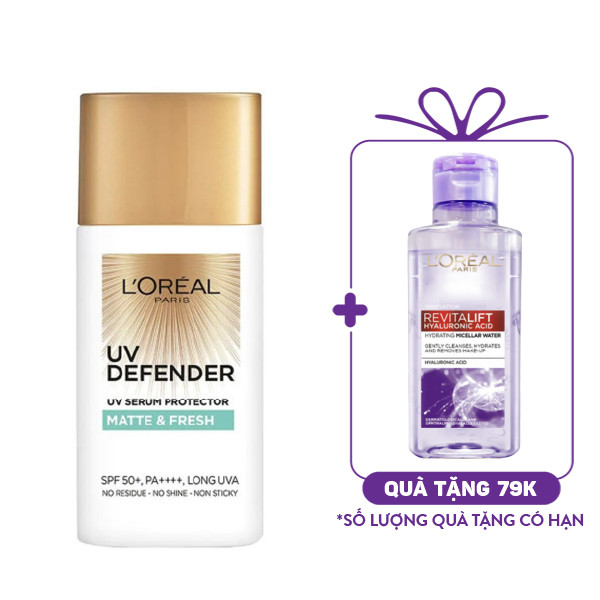 L'ORÉAL
PARIS
UV
DEFENDER
UV SERUM PROTECTOR
MATTE & FRESH
SPF 50+, PA++++, LONG UVA
NO RESIDUE - NO SHINE - NON STICKY
+
L'ORÉAL
PARIS
REVITALIFT
HYALURONIC ACID
HYDRATING MICELLAR WATER
GENTLY CLEANSES, HYDRATES
AND REMOVES MAKE-UP
HYALURONIC ACID
QUÀ TẶNG 79K
*SỐ LƯỢNG QUÀ TẶNG CÓ HẠN